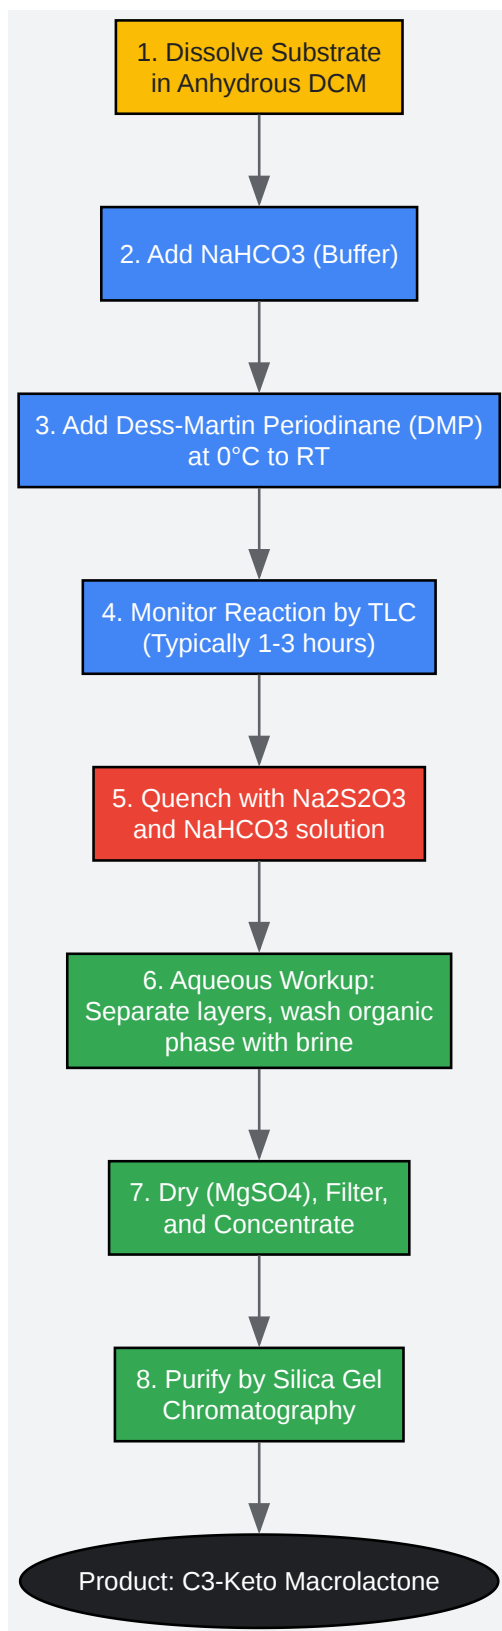 1. Dissolve Substrate
in Anhydrous DCM
2. Add NaHCO3 (Buffer)
3. Add Dess-Martin Periodinane (DMP)
at 0°C to RT
4. Monitor Reaction by TLC
(Typically 1-3 hours)
5. Quench with Na2S2O3
and NaHCO3 solution
6. Aqueous Workup:
Separate layers, wash organic
phase with brine
7. Dry (MgSO4), Filter,
and Concentrate
8. Purify by Silica Gel
Chromatography
Product: C3-Keto Macrolactone